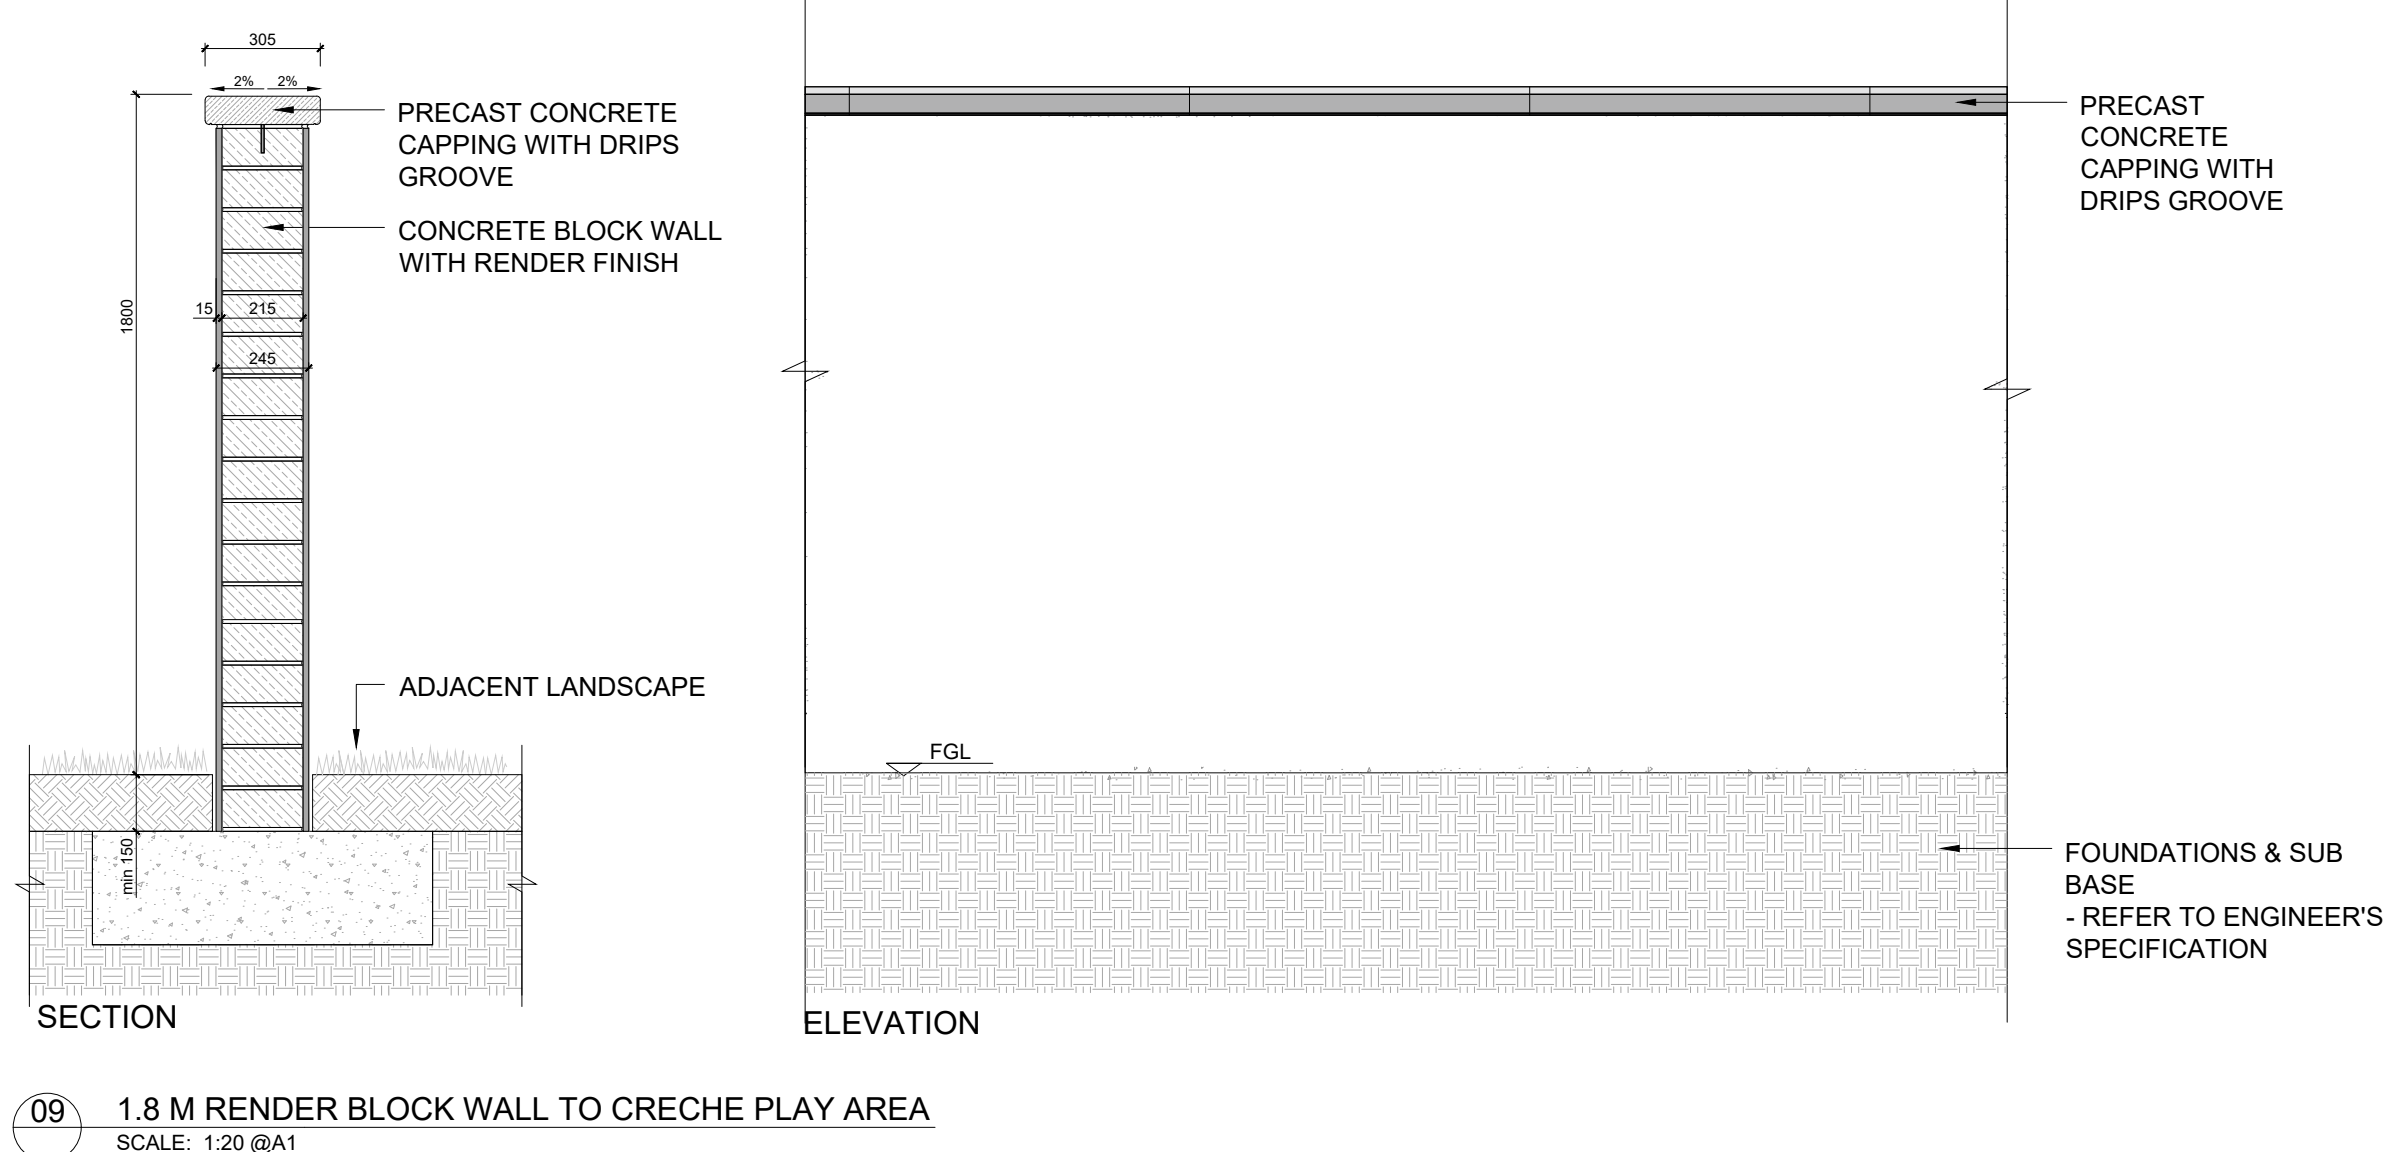 305
2% 2%
PRECAST CONCRETE
CAPPING WITH DRIPS
GROOVE
CONCRETE BLOCK WALL
WITH RENDER FINISH
1800
15 215
245
ADJACENT LANDSCAPE
min 150
SECTION
PRECAST
CONCRETE
CAPPING WITH
DRIPS GROOVE
FGL
FOUNDATIONS & SUB
BASE
- REFER TO ENGINEER'S
SPECIFICATION
ELEVATION
09 1.8 M RENDER BLOCK WALL TO CRECHE PLAY AREA
SCALE: 1:20 @A1